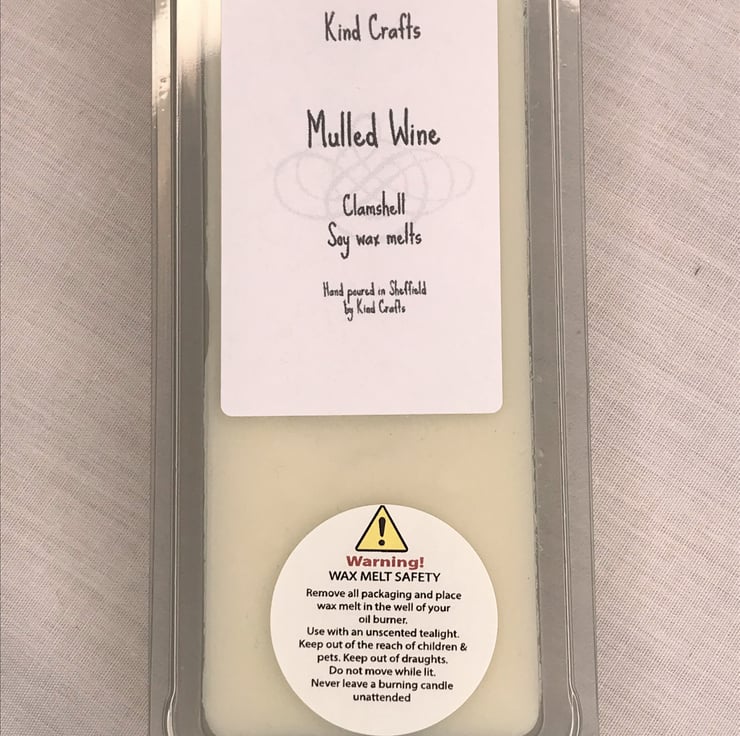 Kind Crafts
Mulled Wine
Clamshell
Soy wax melts
Hand poured in Sheffield
by Kind Crafts
Warning!
WAX MELT SAFETY
Remove all packaging and place
wax melt in the well of your
oil burner.
Use with an unscented tealight.
Keep out of the reach of children &
pets. Keep out of draughts.
Do not move while lit.
Never leave a burning candle
unattended